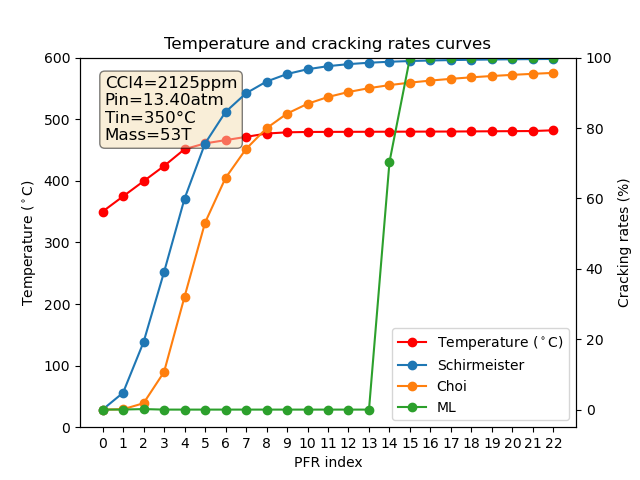 Temperature and cracking rates curves
CCl4=2125ppm
Pin=13.40atm
Tin=350°C
Mass=53T
600
500
400
300
200
100
0
Temperature (°C)
100
80
60
40
20
0
Cracking rates (%)
Temperature (°C)
Schirmeister
Choi
ML
0 1 2 3 4 5 6 7 8 9 10 11 12 13 14 15 16 17 18 19 20 21 22
PFR index